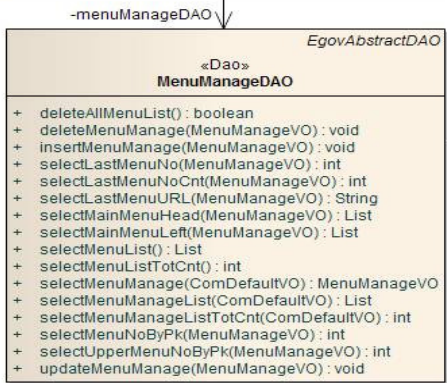 -menuManageDAO
EgovAbstractDAO
«Dao»
MenuManageDAO
+ deleteAllMenuList() : boolean
+ deleteMenuManage(MenuManageVO) : void
+ insertMenuManage(MenuManageVO) : void
+ selectLastMenuNo(MenuManageVO) : int
+ selectLastMenuNoCnt(MenuManageVO) : int
+ selectLastMenuURL(MenuManageVO) : String
+ selectMainMenuHead(MenuManageVO) : List
+ selectMainMenuLeft(MenuManageVO) : List
+ selectMenuList() : List
+ selectMenuListTotCnt() : int
+ selectMenuManage(ComDefaultVO) : MenuManageVO
+ selectMenuManageList(ComDefaultVO) : List
+ selectMenuManageListTotCnt(ComDefaultVO) : int
+ selectMenuNoByPk(MenuManageVO) : int
+ selectUpperMenuNoByPk(MenuManageVO) : int
+ updateMenuManage(MenuManageVO) : void